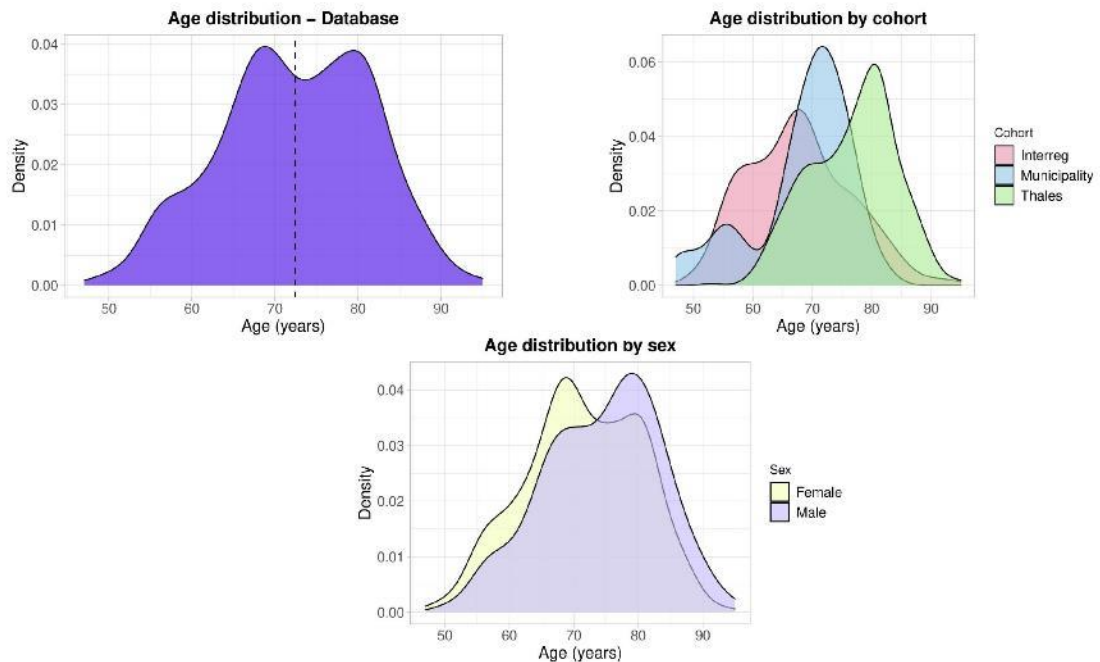 Age distribution – Database
0.04
0.03
0.02
0.01
0.00
Density
50 60 70 80 90
Age (years)
Age distribution by cohort
0.06
0.04
0.02
0.00
Density
50 60 70 80 90
Age (years)
Cohort
Interreg
Municipality
Thales
Age distribution by sex
0.04
0.03
0.02
0.01
0.00
Density
50 60 70 80 90
Age (years)
Sex
Female
Male